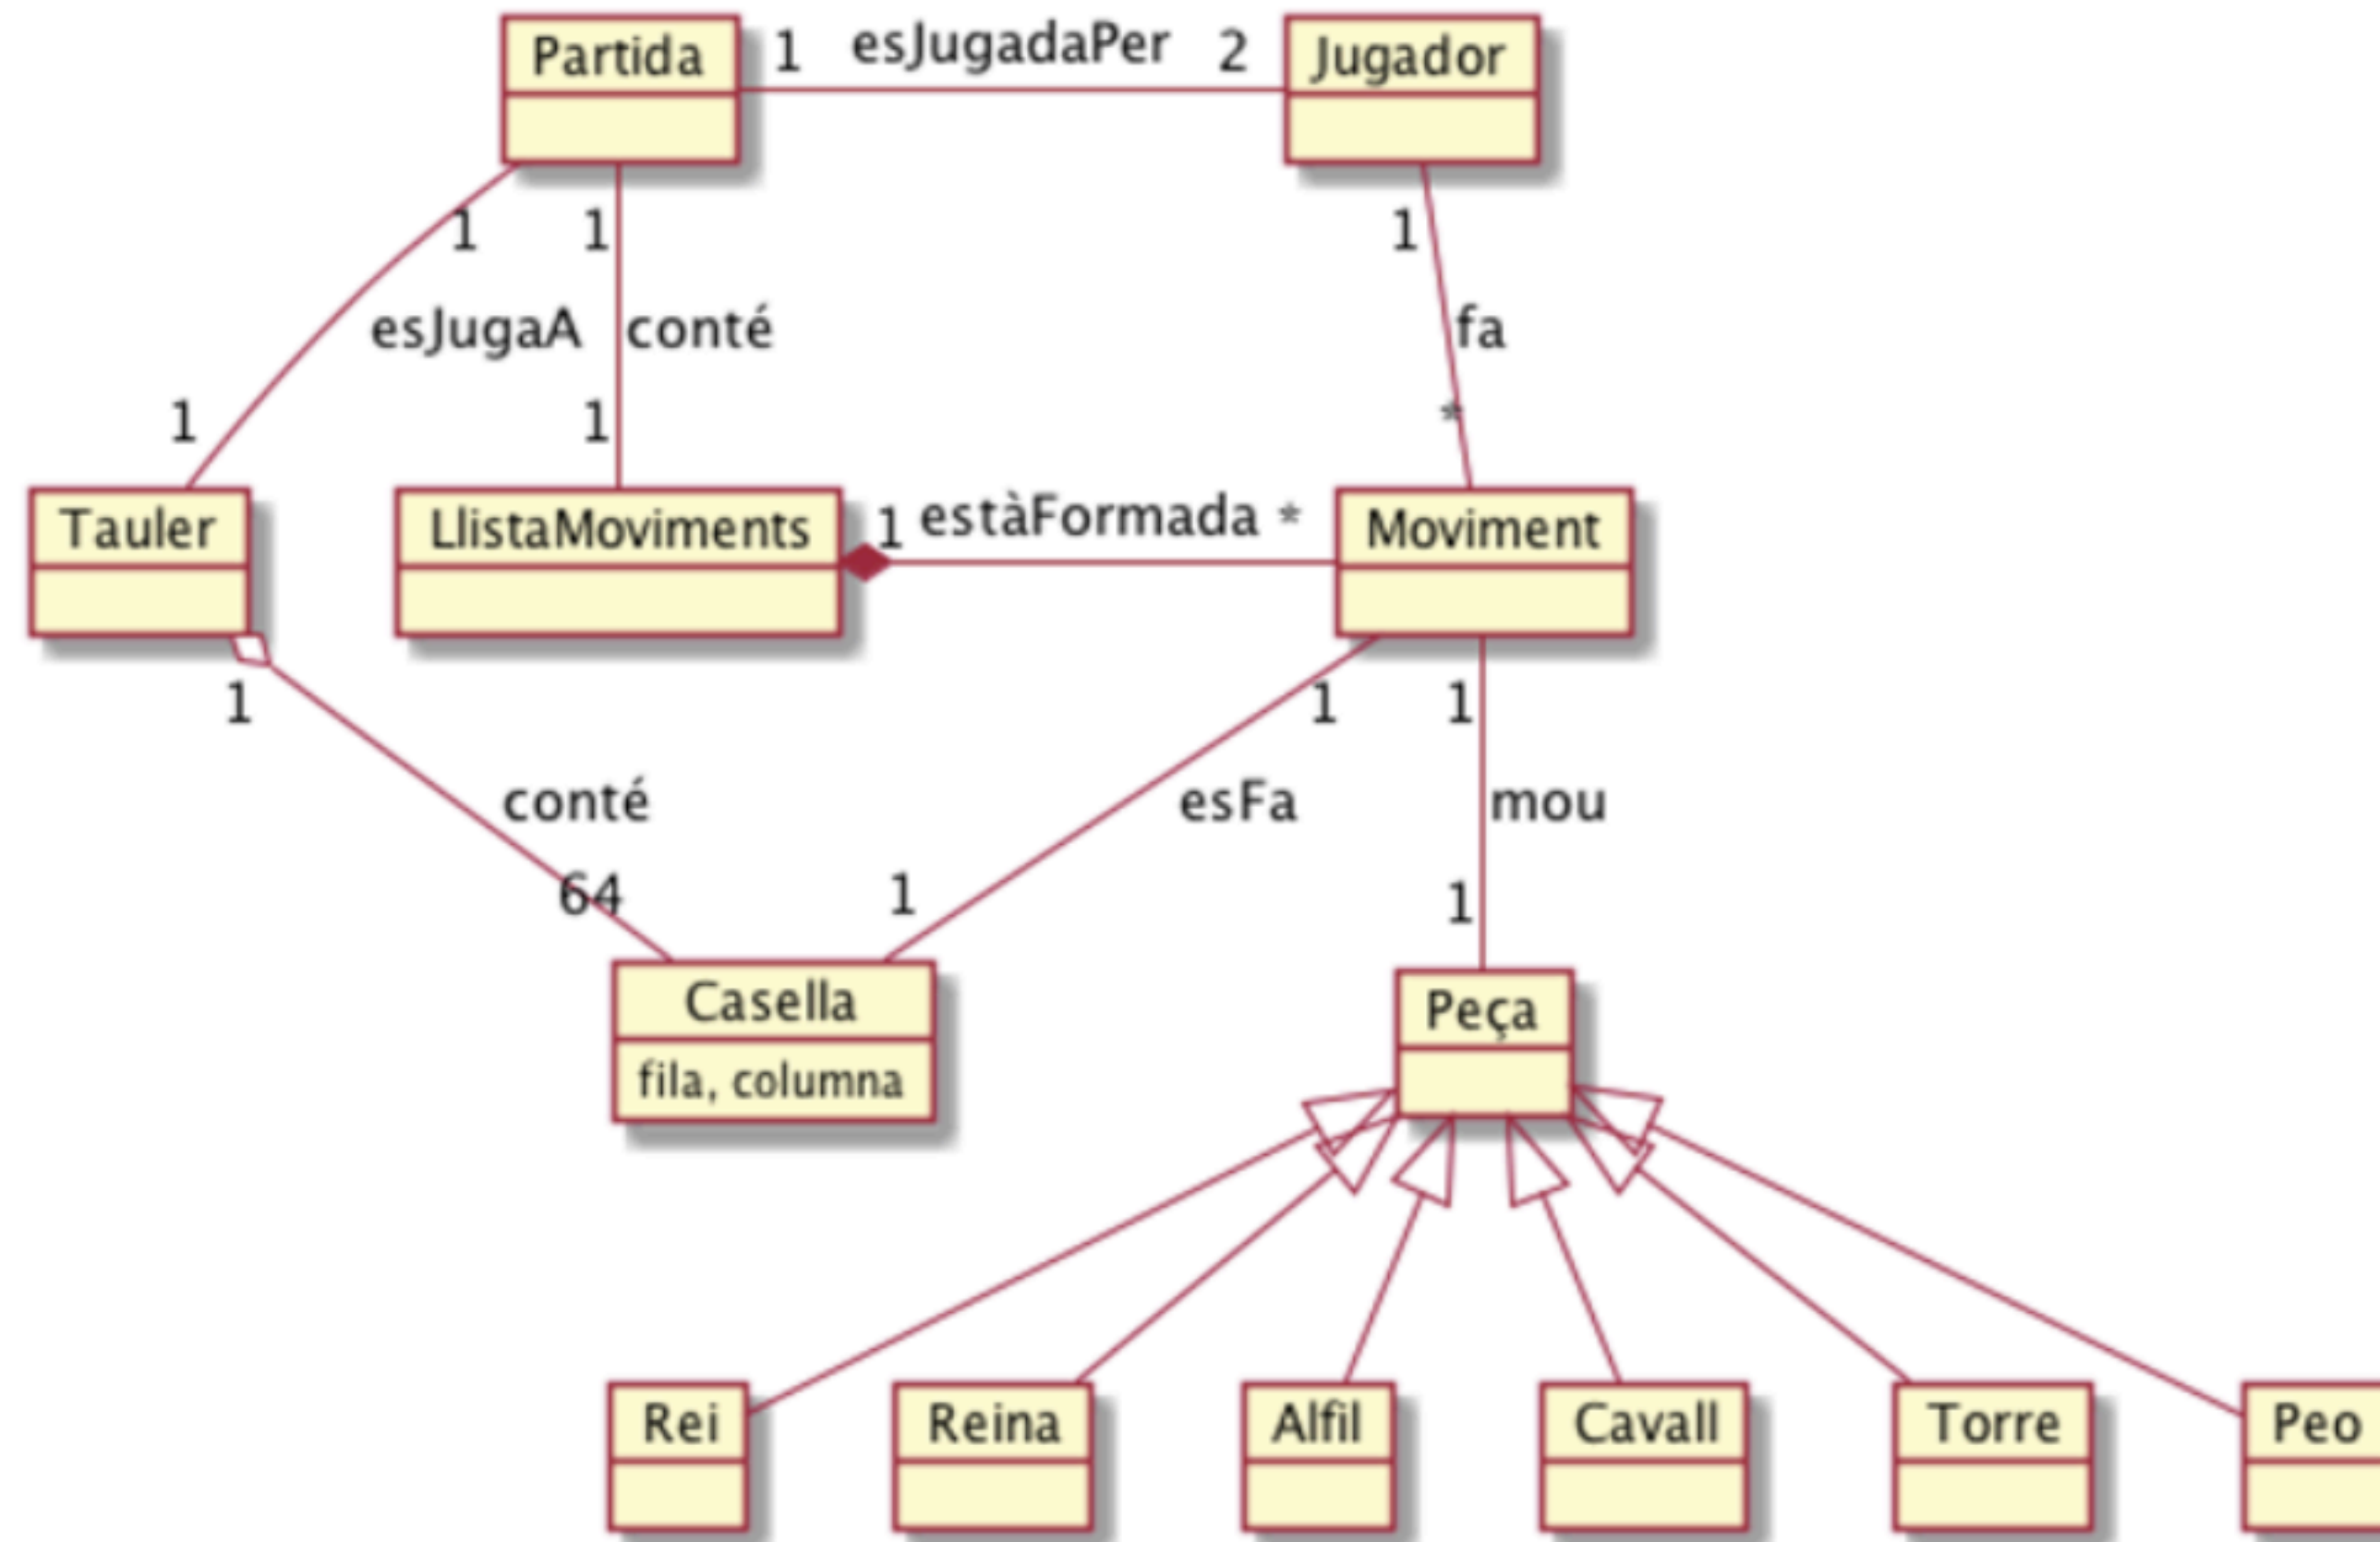 Partida
1 esJugadaPer 2
Jugador
1
1
1
esJugaA
conté
fa
1
1
*
Tauler
LlistaMoviments
1 estàFormada *
Moviment
1
1
1
conté
esFa
mou
64
1
1
Casella
fila, columna
Peça
Rei
Reina
Alfil
Cavall
Torre
Peo